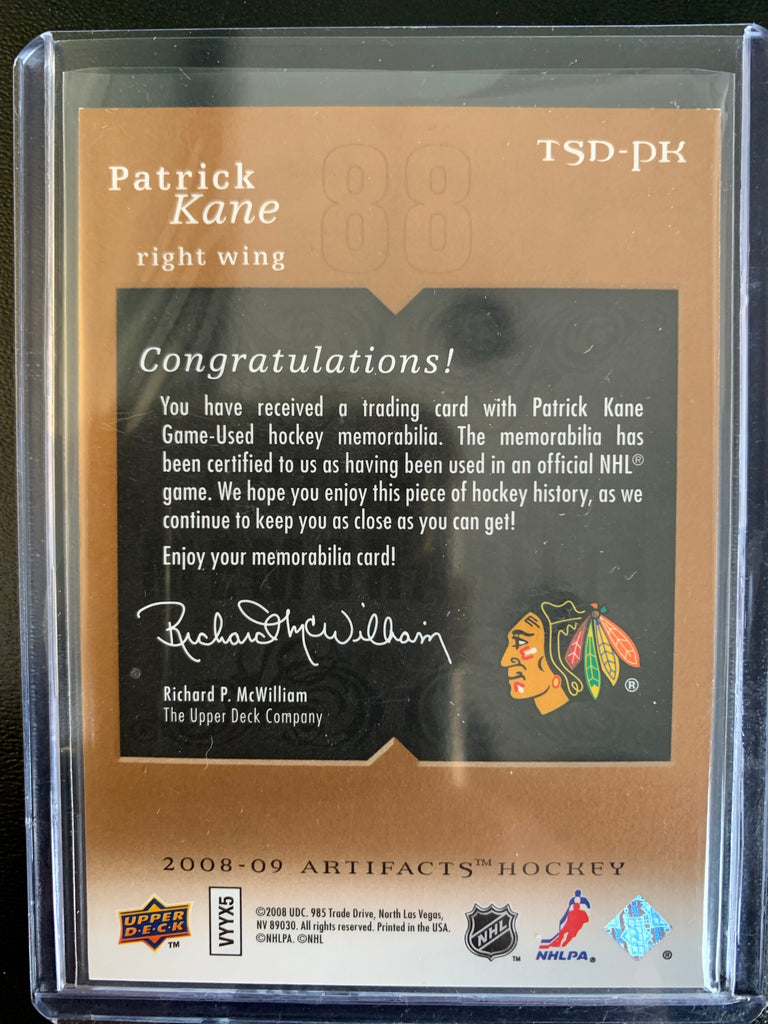 TSD-PK
Patrick
Kane
88
right wing
Congratulations!
You have received a trading card with Patrick Kane
Game-Used hockey memorabilia. The memorabilia has
been certified to us as having been used in an official NHL®
game. We hope you enjoy this piece of hockey history, as we
continue to keep you as close as you can get!
Enjoy your memorabilia card!
Richard McWilliam
®
Richard P. McWilliam
The Upper Deck Company
2008-09 ARTIFACTS™ HOCKEY
UPPER
D·E·C·K
™
VYYX5
©2008 UDC. 985 Trade Drive, North Las Vegas,
NV 89030. All rights reserved. Printed in the USA.
©NHLPA. ©NHL
NHL
™
NHLPA®
®